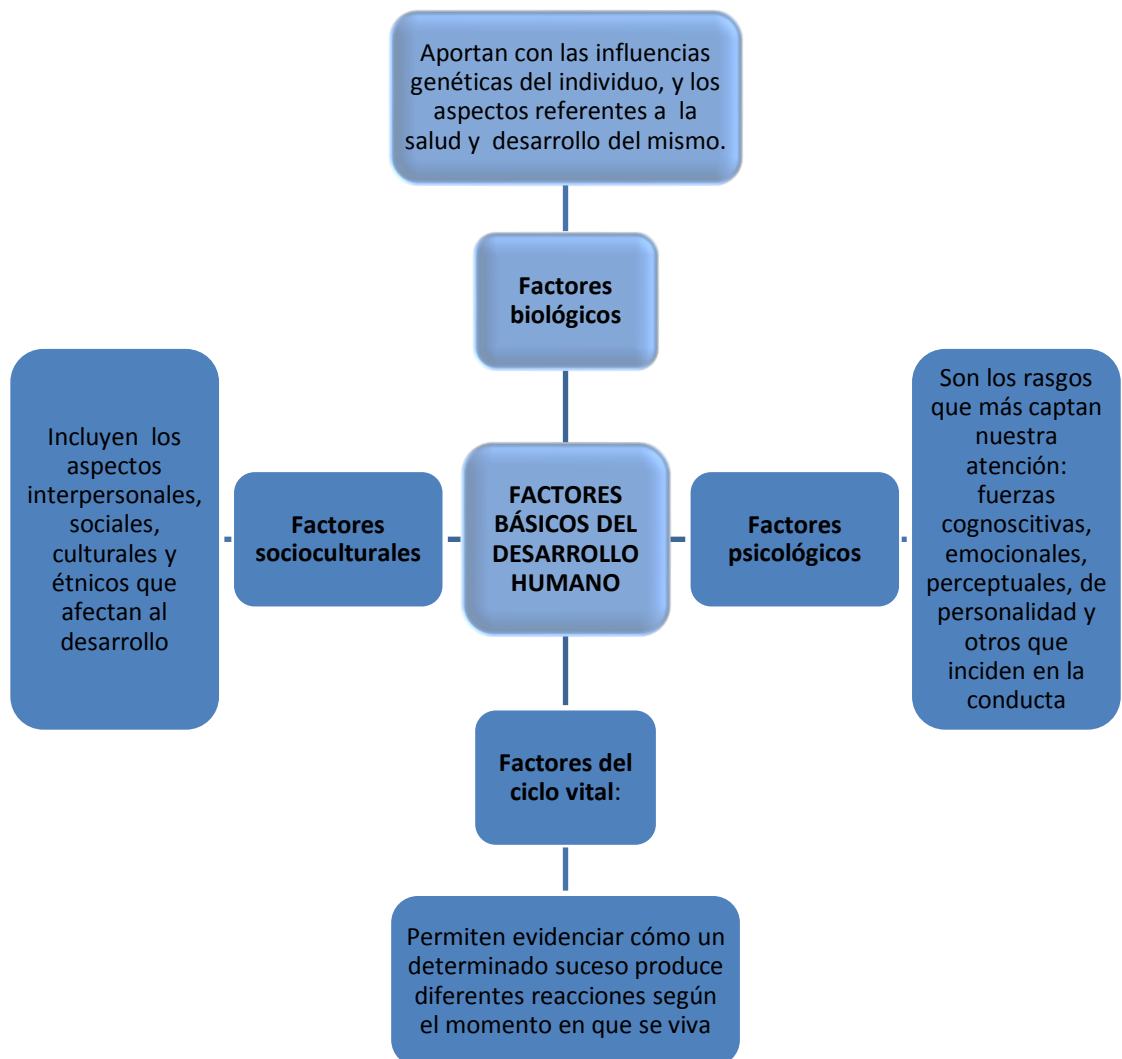 Aportan con las influencias
genéticas del individuo, y los
aspectos referentes a  la
salud y  desarrollo del mismo.
Factores
biológicos
Incluyen  los
aspectos
interpersonales,
sociales,
culturales y
étnicos que
afectan al
desarrollo
Factores
socioculturales
FACTORES
BÁSICOS DEL
DESARROLLO
HUMANO
Factores
psicológicos
Son los rasgos
que más captan
nuestra
atención:
fuerzas
cognoscitivas,
emocionales,
perceptuales, de
personalidad y
otros que
inciden en la
conducta
Factores del
ciclo vital:
Permiten evidenciar cómo un
determinado suceso produce
diferentes reacciones según
el momento en que se viva